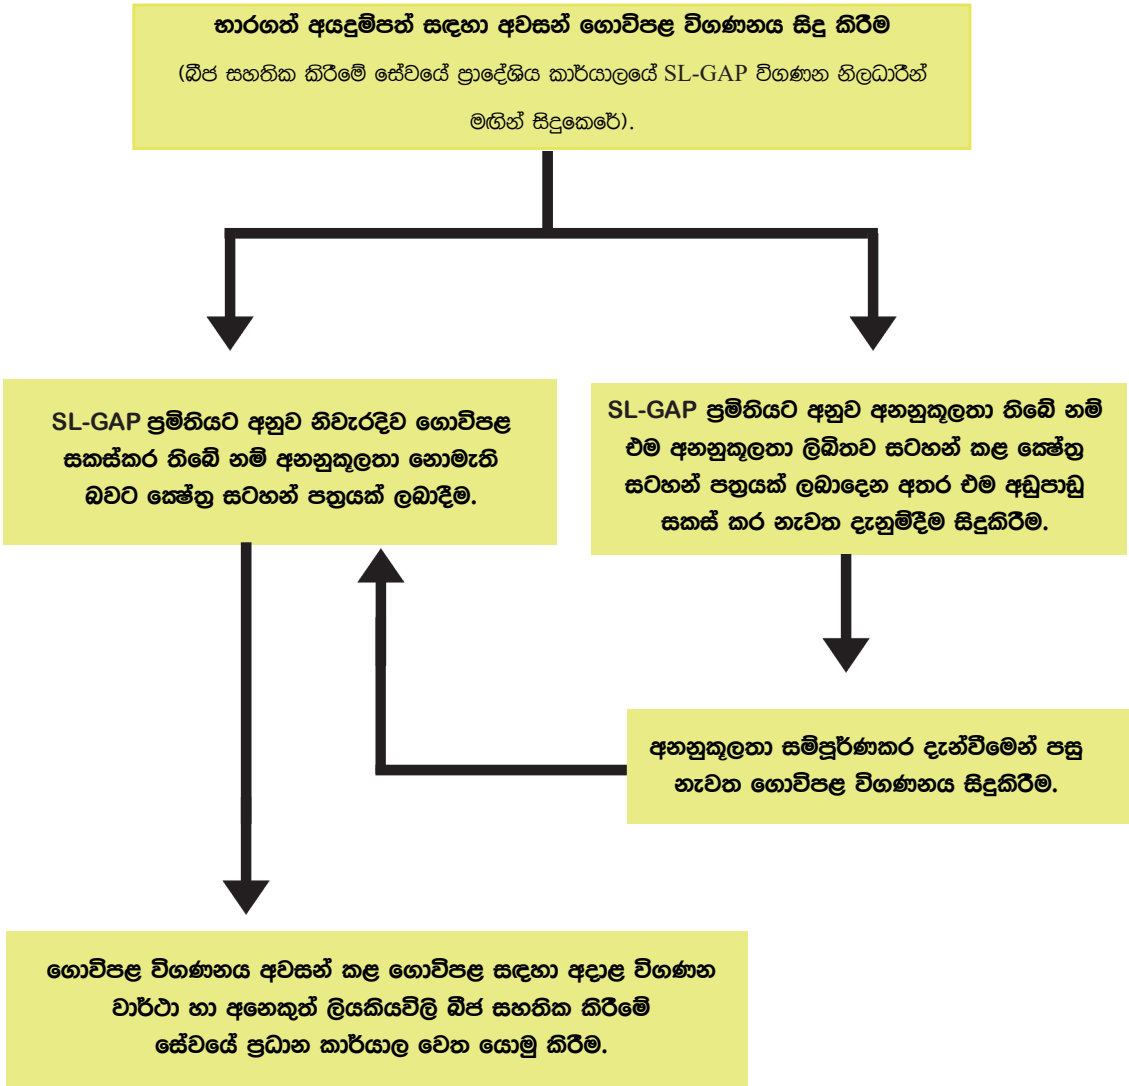 භාරගත් අයදුම්පත් සඳහා අවසන් ගොවිපළ විගණනය සිදු කිරීම
(බීජ සහතික කිරීමේ සේවයේ ප්‍රාදේශිය කාර්යාලයේ SL-GAP විගණන නිලධාරීන්
මඟින් සිදුකෙරේ).
SL-GAP ප්‍රමිතියට අනුව නිවැරදිව ගොවිපළ
සකස්කර තිබේ නම් අනනුකූලතා නොමැති
බවට ක්‍ෂේත්‍ර සටහන් පත්‍රයක් ලබාදීම.
SL-GAP ප්‍රමිතියට අනුව අනනුකූලතා තිබේ නම්
එම අනනුකූලතා ලිඛිතව සටහන් කළ ක්‍ෂේත්‍ර
සටහන් පත්‍රයක් ලබාදෙන අතර එම අඩුපාඩු
සකස් කර නැවත දැනුම්දීම සිදුකිරීම.
අනනුකූලතා සම්පූර්ණකර දැන්වීමෙන් පසු
නැවත ගොවිපළ විගණනය සිදුකිරීම.
ගොවිපළ විගණනය අවසන් කළ ගොවිපළ සඳහා අදාළ විගණන
වාර්ථා හා අනෙකුත් ලියකියවිලි බීජ සහතික කිරීමේ
සේවයේ ප්‍රධාන කාර්යාල වෙත යොමු කිරීම.